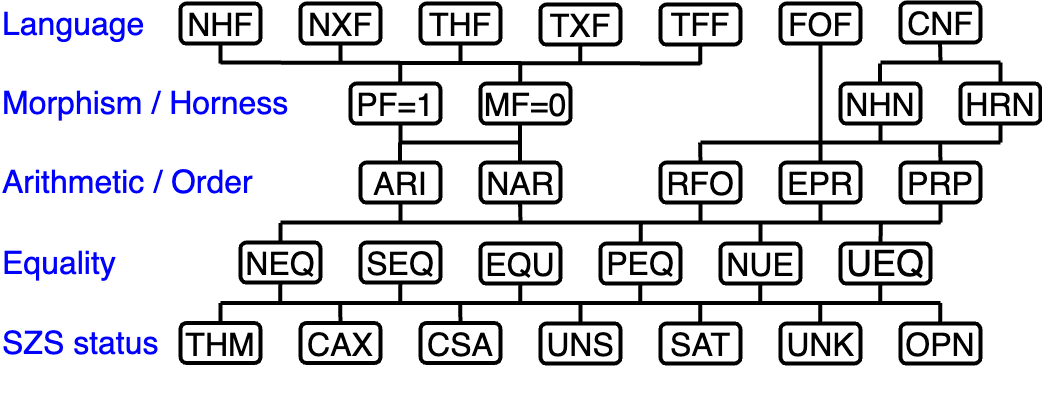 Language NHF NXF THF TXF TFF FOF CNF
Morphism / Horness PF=1 MF=0 NHN HRN
Arithmetic / Order ARI NAR RFO EPR PRP
Equality NEQ SEQ EQU PEQ NUE UEQ
SZS status THM CAX CSA UNS SAT UNK OPN